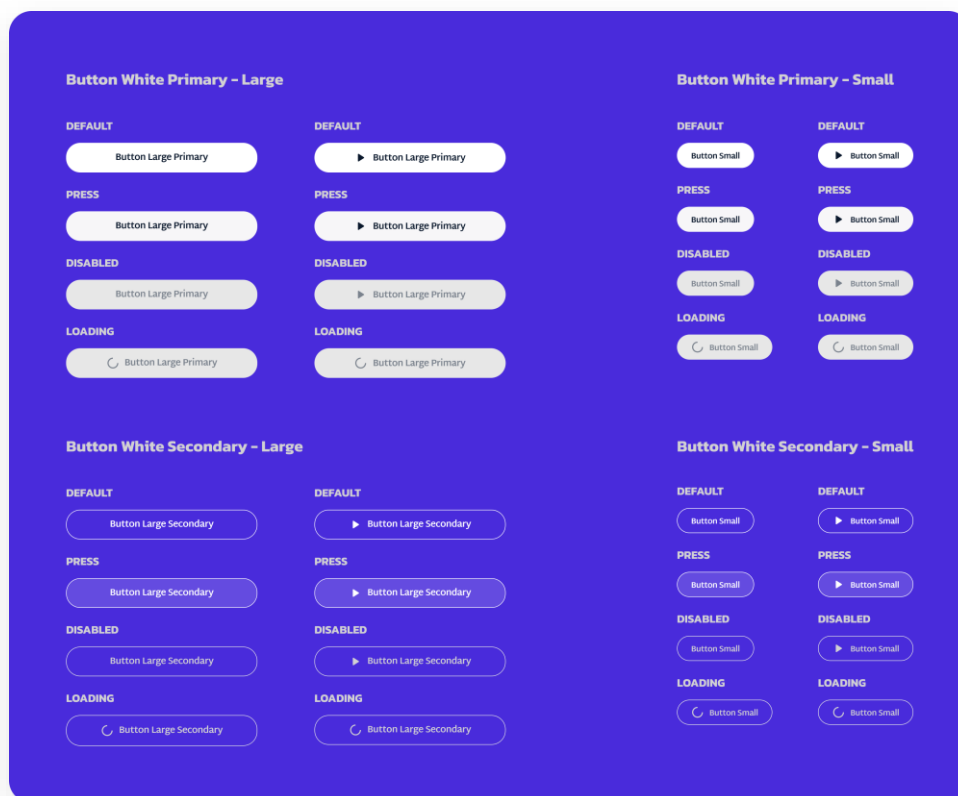 Button White Primary – Large
DEFAULT
Button Large Primary
PRESS
Button Large Primary
DISABLED
Button Large Primary
LOADING
Button Large Primary
DEFAULT
Button Large Primary
PRESS
Button Large Primary
DISABLED
Button Large Primary
LOADING
Button Large Primary
Button White Primary – Small
DEFAULT
Button Small
PRESS
Button Small
DISABLED
Button Small
LOADING
Button Small
DEFAULT
Button Small
PRESS
Button Small
DISABLED
Button Small
LOADING
Button Small
Button White Secondary – Large
DEFAULT
Button Large Secondary
PRESS
Button Large Secondary
DISABLED
Button Large Secondary
LOADING
Button Large Secondary
DEFAULT
Button Large Secondary
PRESS
Button Large Secondary
DISABLED
Button Large Secondary
LOADING
Button Large Secondary
Button White Secondary – Small
DEFAULT
Button Small
PRESS
Button Small
DISABLED
Button Small
LOADING
Button Small
DEFAULT
Button Small
PRESS
Button Small
DISABLED
Button Small
LOADING
Button Small